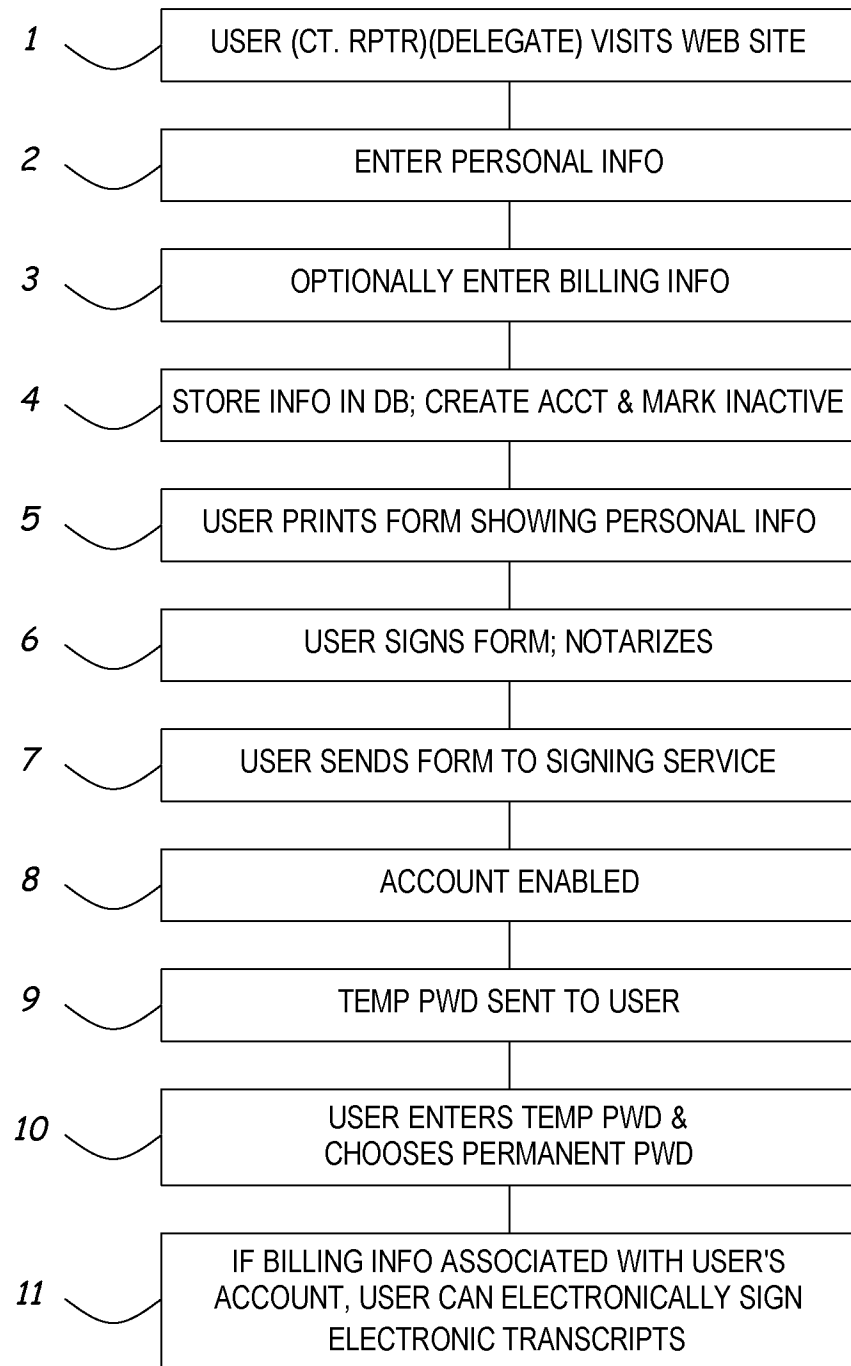 1 USER (CT. RPTR)(DELEGATE) VISITS WEB SITE
2 ENTER PERSONAL INFO
3 OPTIONALLY ENTER BILLING INFO
4 STORE INFO IN DB; CREATE ACCT & MARK INACTIVE
5 USER PRINTS FORM SHOWING PERSONAL INFO
6 USER SIGNS FORM; NOTARIZES
7 USER SENDS FORM TO SIGNING SERVICE
8 ACCOUNT ENABLED
9 TEMP PWD SENT TO USER
10 USER ENTERS TEMP PWD &
CHOOSES PERMANENT PWD
11 IF BILLING INFO ASSOCIATED WITH USER'S
ACCOUNT, USER CAN ELECTRONICALLY SIGN
ELECTRONIC TRANSCRIPTS